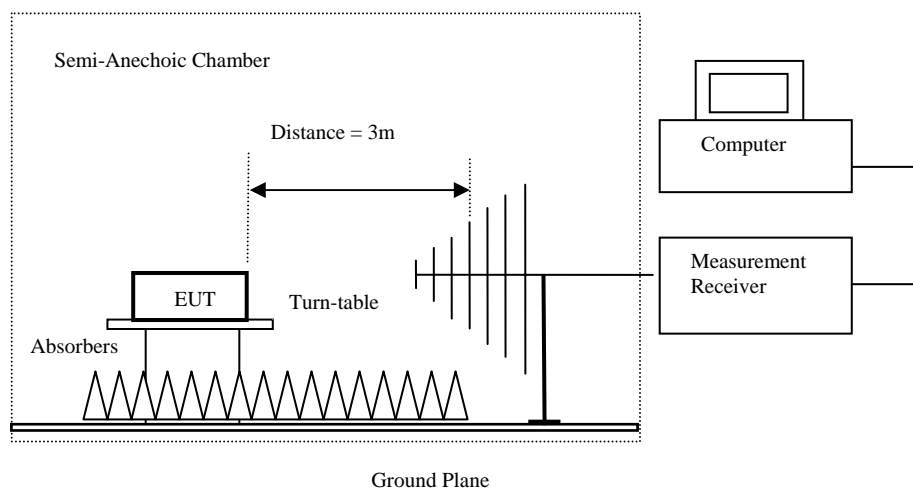 Semi-Anechoic Chamber
Distance = 3m
Computer
Measurement
Receiver
EUT
Turn-table
Absorbers
Ground Plane